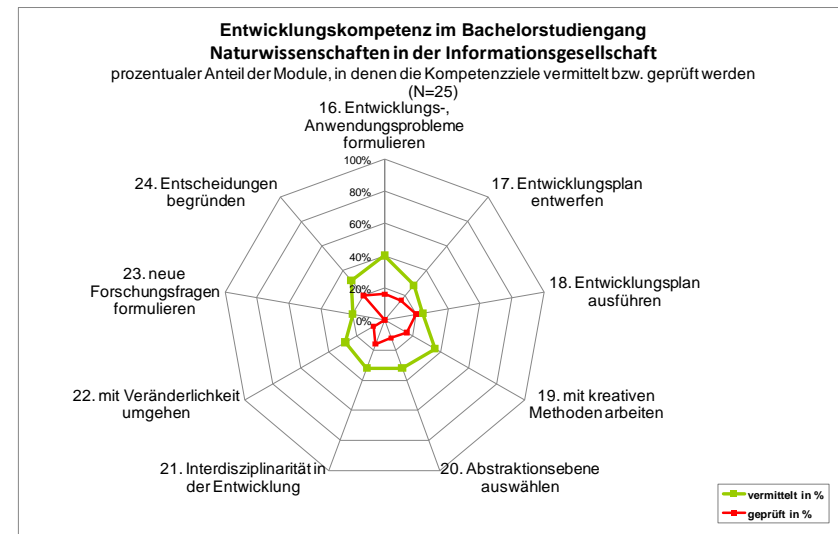 Entwicklungskompetenz im Bachelorstudiengang
Naturwissenschaften in der Informationsgesellschaft
prozentualer Anteil der Module, in denen die Kompetenzziele vermittelt bzw. geprüft werden
(N=25)
16. Entwicklungs-,
Anwendungsprobleme
formulieren
17. Entwicklungsplan
entwerfen
18. Entwicklungsplan
ausführen
19. mit kreativen
Methoden arbeiten
20. Abstraktionsebene
auswählen
21. Interdisziplinarität in
der Entwicklung
22. mit Veränderlichkeit
umgehen
23. neue
Forschungsfragen
formulieren
24. Entscheidungen
begründen
100%
80%
60%
40%
20%
0%
vermittelt in %
geprüft in %